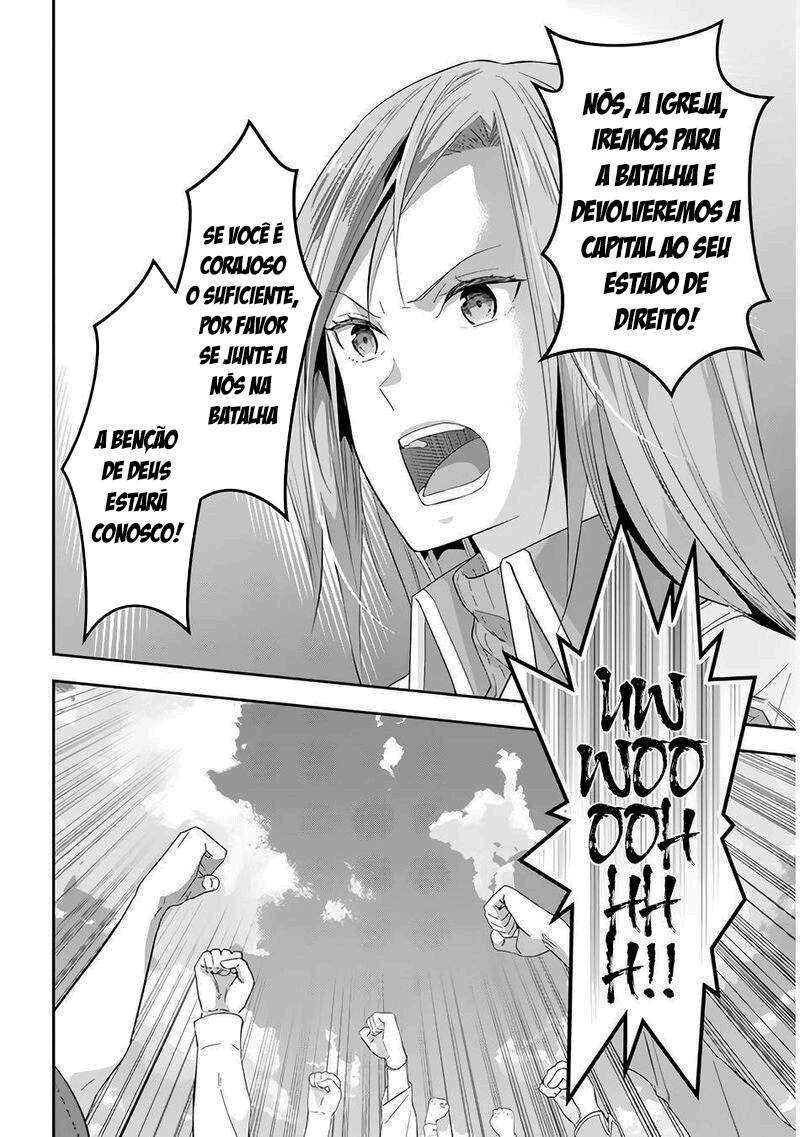 NÓS, A IGREJA,
IREMOS PARA
A BATALHA E
DEVOLVEREMOS A
CAPITAL AO SEU
ESTADO DE
DIREITO!
SE VOCÊ É
CORAJOSO
O SUFICIENTE,
POR FAVOR
SE JUNTE A
NÓS NA
BATALHA
A BENÇÃO
DE DEUS
ESTARÁ
CONOSCO!
UW
WOO
OOH
HH
H!!